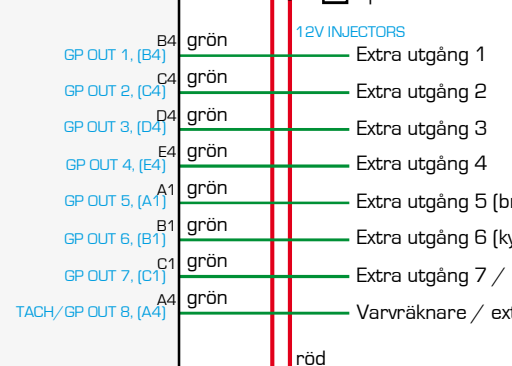 12V INJECTORS
B4 grön
GP OUT 1, (B4) Extra utgång 1
C4 grön
GP OUT 2, (C4) Extra utgång 2
D4 grön
GP OUT 3, (D4) Extra utgång 3
E4 grön
GP OUT 4, (E4) Extra utgång 4
A1 grön
GP OUT 5, (A1) Extra utgång 5 (br
B1 grön
GP OUT 6, (B1) Extra utgång 6 (ky
C1 grön
GP OUT 7, (C1) Extra utgång 7 /
A4 grön
TACH/GP OUT 8, (A4) Varvräknare / ext
röd